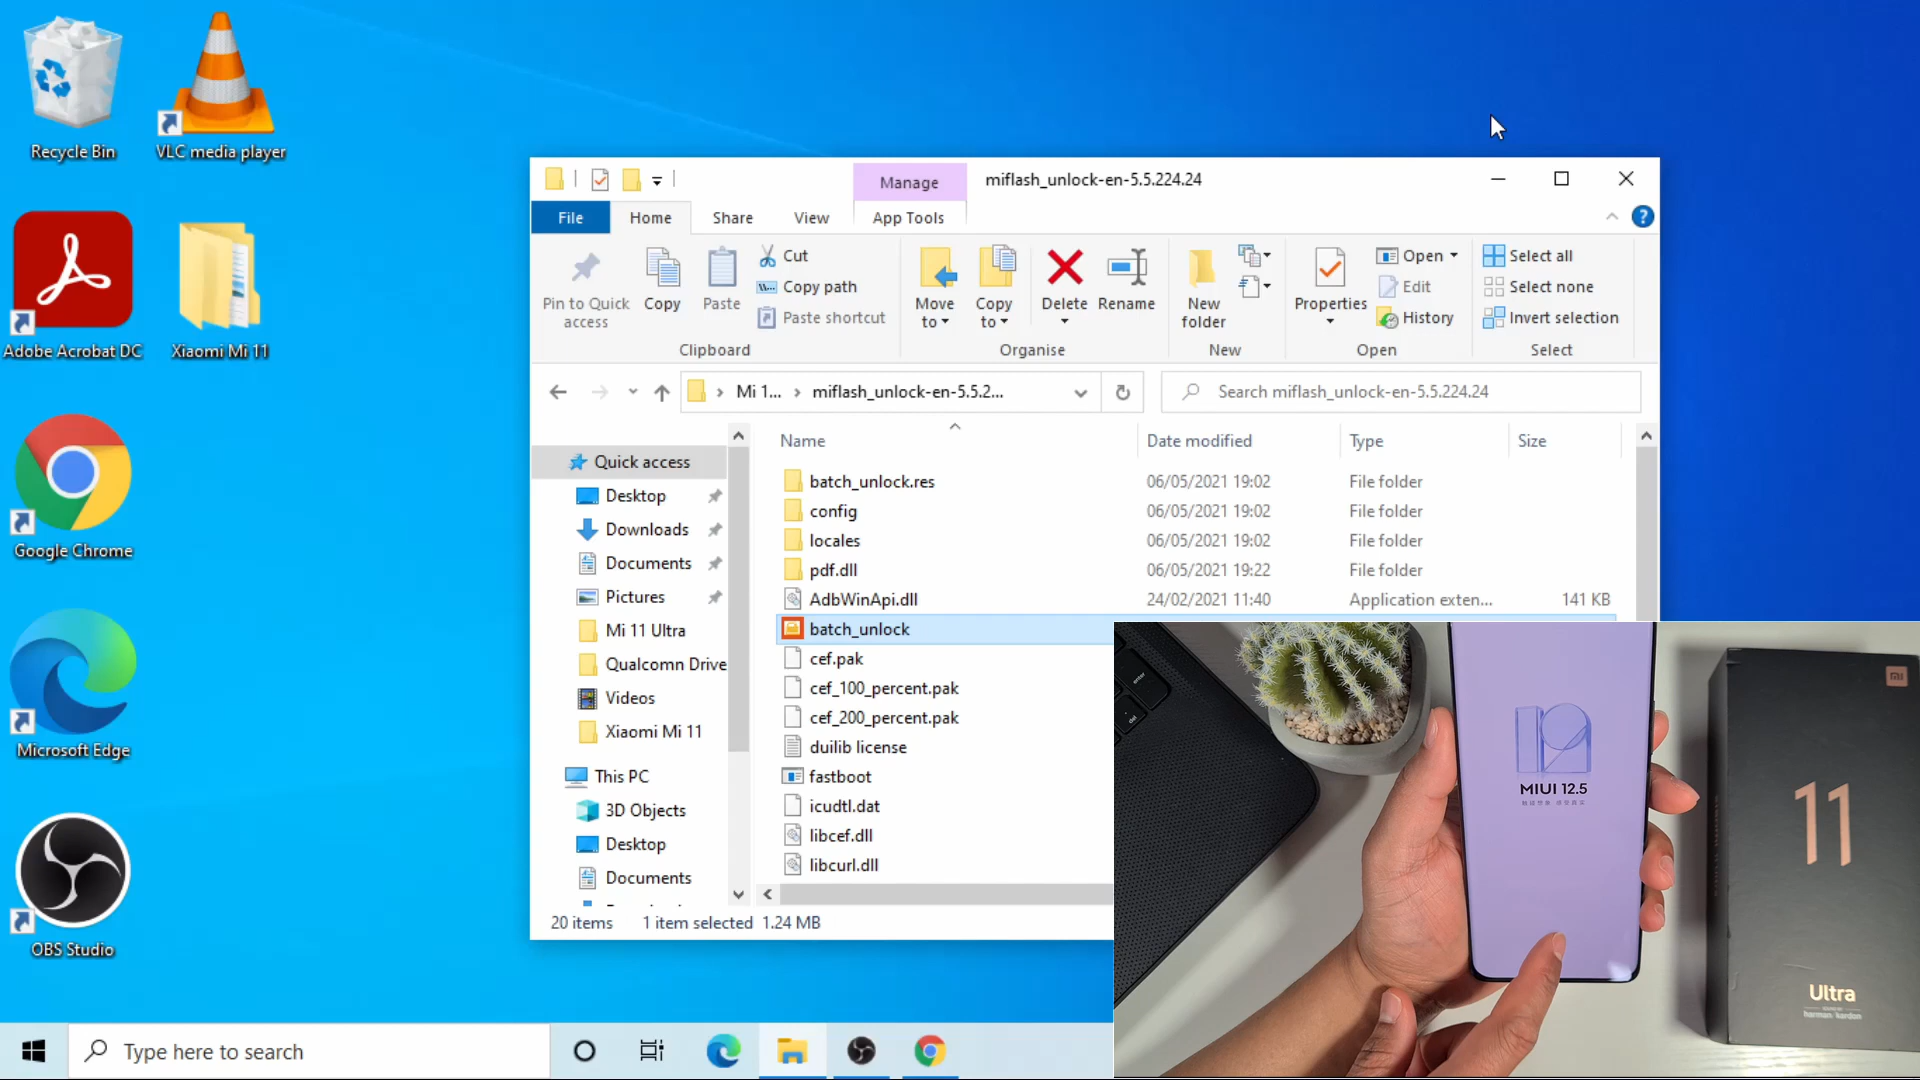 Recycle Bin
VLC media player
Adobe Acrobat DC
Xiaomi Mi 11
Google Chrome
Microsoft Edge
OBS Studio
Manage
miflash_unlock-en-5.5.224.24
File
Home
Share
View
App Tools
Pin to Quick access
Copy
Paste
Cut
Copy path
Paste shortcut
Move to
Copy to
Delete
Rename
New folder
Properties
Open
Edit
History
Select all
Select none
Invert selection
Clipboard
Organise
New
Open
Select
Mi 1...
miflash_unlock-en-5.5.2...
Search miflash_unlock-en-5.5.224.24
Quick access
Desktop
Downloads
Documents
Pictures
Mi 11 Ultra
Qualcomn Drive
Videos
Xiaomi Mi 11
This PC
3D Objects
Desktop
Documents
Name Date modified Type Size
batch_unlock.res 06/05/2021 19:02 File folder
config 06/05/2021 19:02 File folder
locales 06/05/2021 19:02 File folder
pdf.dll 06/05/2021 19:22 File folder
AdbWinApi.dll 24/02/2021 11:40 Application exten... 141 KB
batch_unlock
cef.pak
cef_100_percent.pak
cef_200_percent.pak
duilib license
fastboot
icudtl.dat
libcef.dll
libcurl.dll
20 items 1 item selected 1.24 MB
Type here to search
enter
del
MIUI 12.5
mi
11
Ultra
harman/kardon